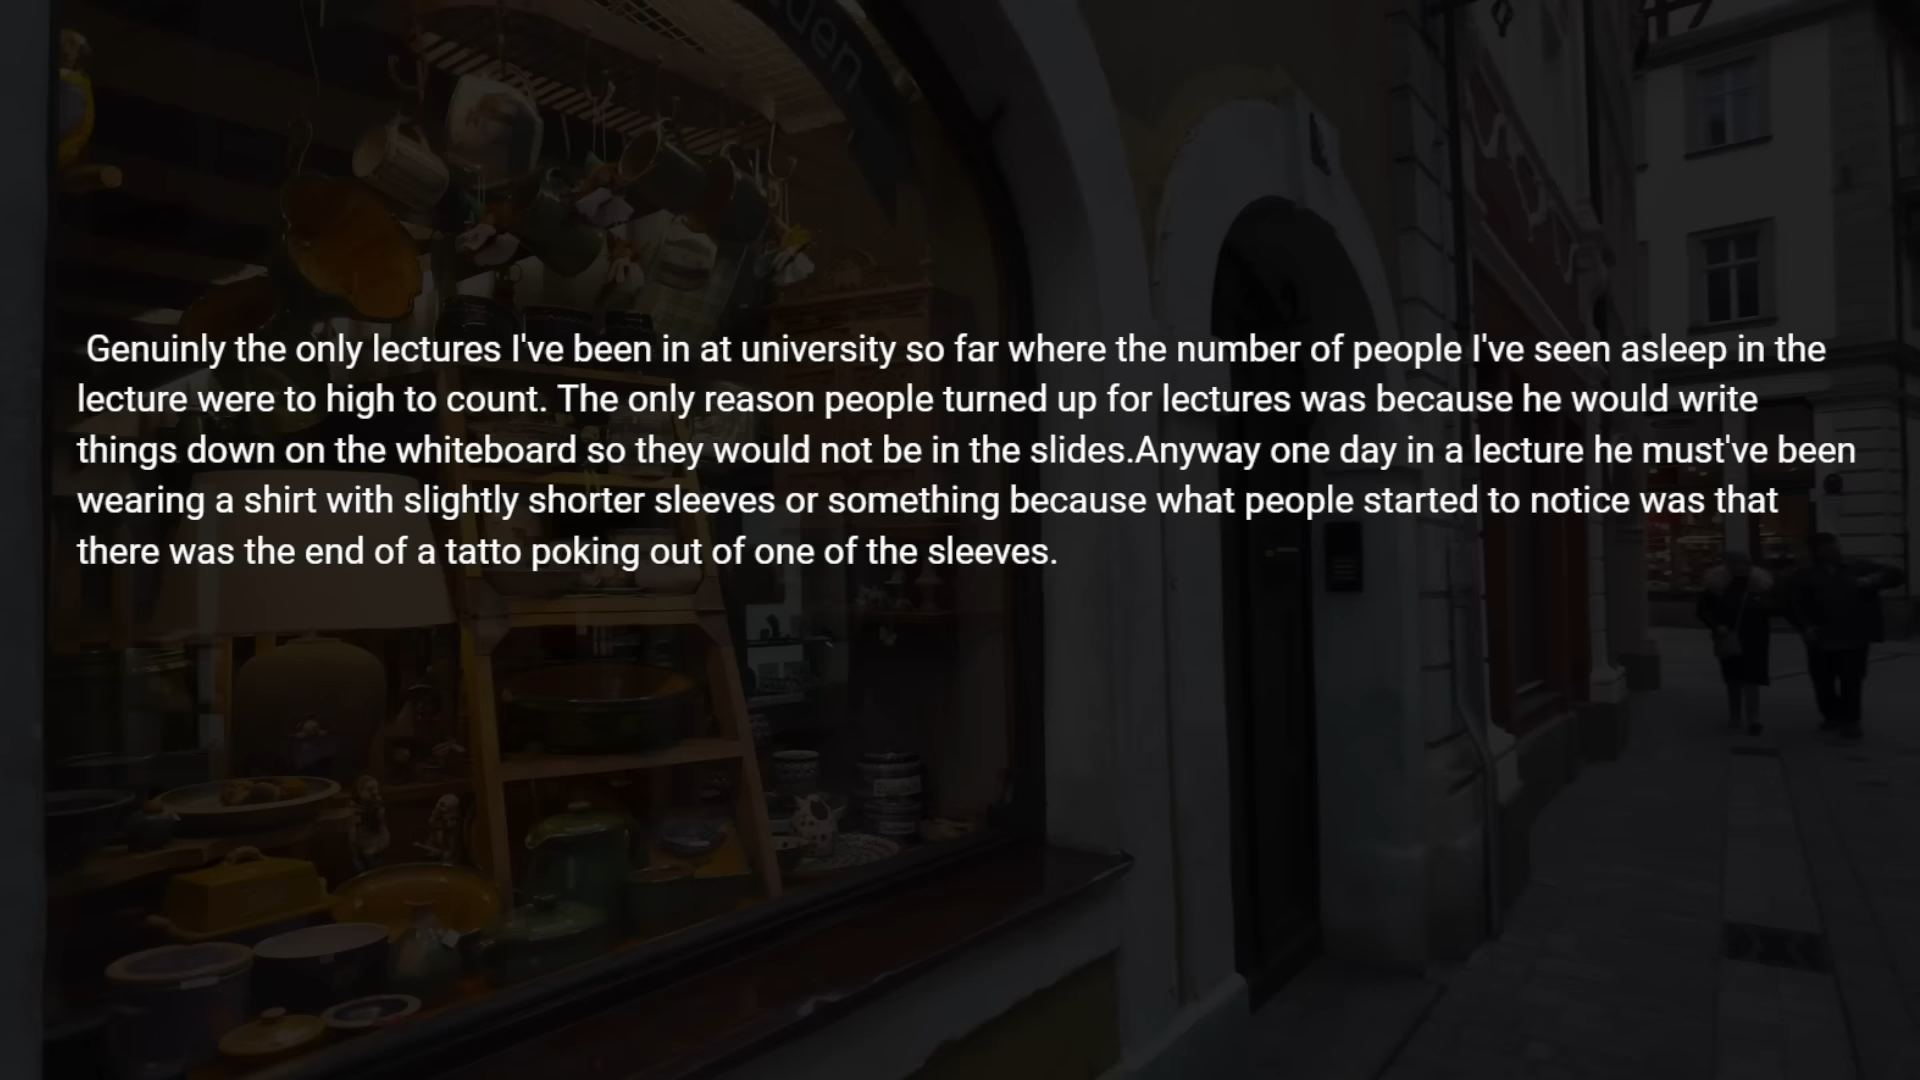 Genuinly the only lectures I've been in at university so far where the number of people I've seen asleep in the
lecture were to high to count. The only reason people turned up for lectures was because he would write
things down on the whiteboard so they would not be in the slides.Anyway one day in a lecture he must've been
wearing a shirt with slightly shorter sleeves or something because what people started to notice was that
there was the end of a tatto poking out of one of the sleeves.